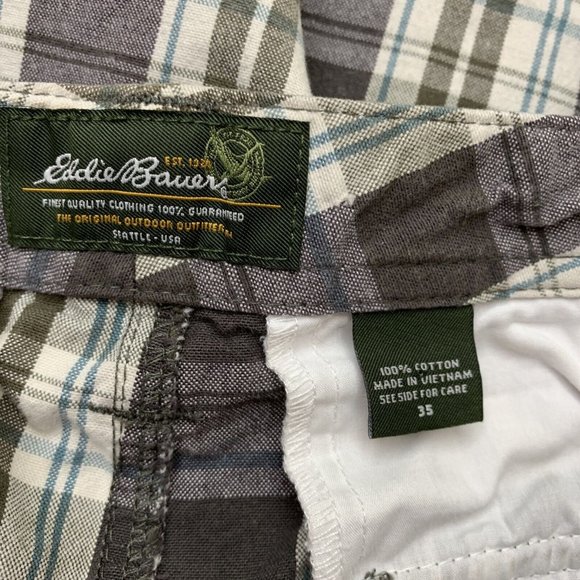 Eddie Bauer
EST. 1920
FINEST QUALITY CLOTHING 100% GUARANTEED
THE ORIGINAL OUTDOOR OUTFITTER
SEATTLE - USA
100% COTTON
MADE IN VIETNAM
SEE SIDE FOR CARE
35